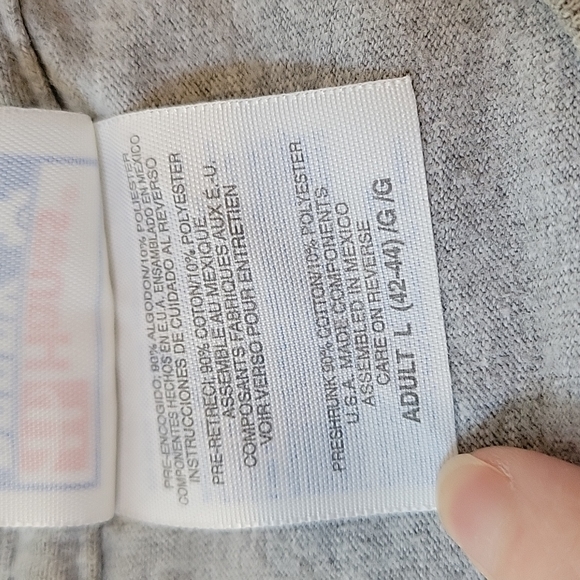 PRE-ENCOGIDO; 90% ALGODON/10% POLIESTER
COMPONENTES HECHOS EN E.U.A. ENSAMBLADO EN MEXICO
INSTRUCCIONES DE CUIDADO AL REVERSO
PRE-RETRECI; 90% COTON/10% POLYESTER
ASSEMBLE AU MEXIQUE,
COMPOSANTS FABRIQUES AUX É.U.
VOIR VERSO POUR ENTRETIEN
PRESHRUNK 90% COTTON/10% POLYESTER
U.S.A. MADE COMPONENTS
ASSEMBLED IN MEXICO
CARE ON REVERSE
ADULT L (42-44) /G /G